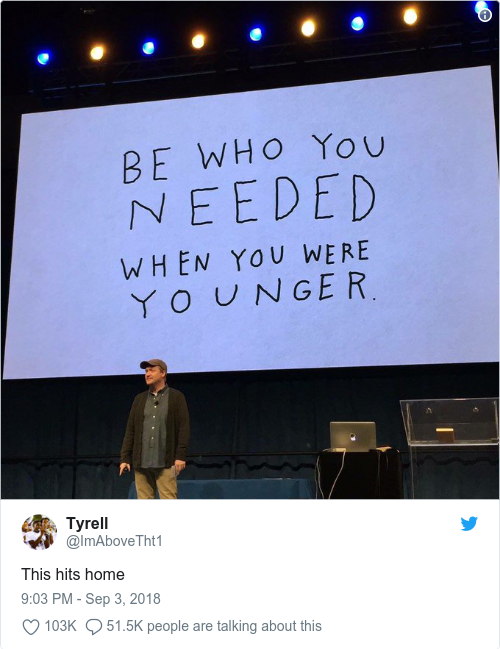 BE WHO YOU
NEEDED
WHEN YOU WERE
YOUNGER.
Tyrell
@ImAboveTht1
This hits home
9:03 PM - Sep 3, 2018
103K 51.5K people are talking about this